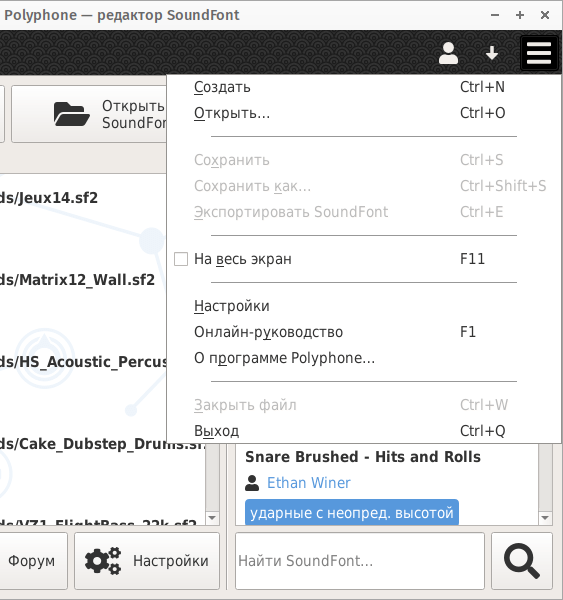 Polyphone — редактор SoundFont
Открыть
SoundFon
Создать Ctrl+N
Открыть... Ctrl+O
Сохранить Ctrl+S
Сохранить как... Ctrl+Shift+S
Экспортировать SoundFont Ctrl+E
На весь экран F11
Настройки
Онлайн-руководство F1
О программе Polyphone...
Закрыть файл Ctrl+W
Выход Ctrl+Q
ds/Jeux14.sf2
ds/Matrix12_Wall.sf2
ds/HS_Acoustic_Percus
ds/Cake_Dubstep_Drums.sf
ds/VZ1_FlightBass_22k.sf2
Snare Brushed - Hits and Rolls
Ethan Winer
ударные с неопред. высотой
Форум
Настройки
Найти SoundFont...